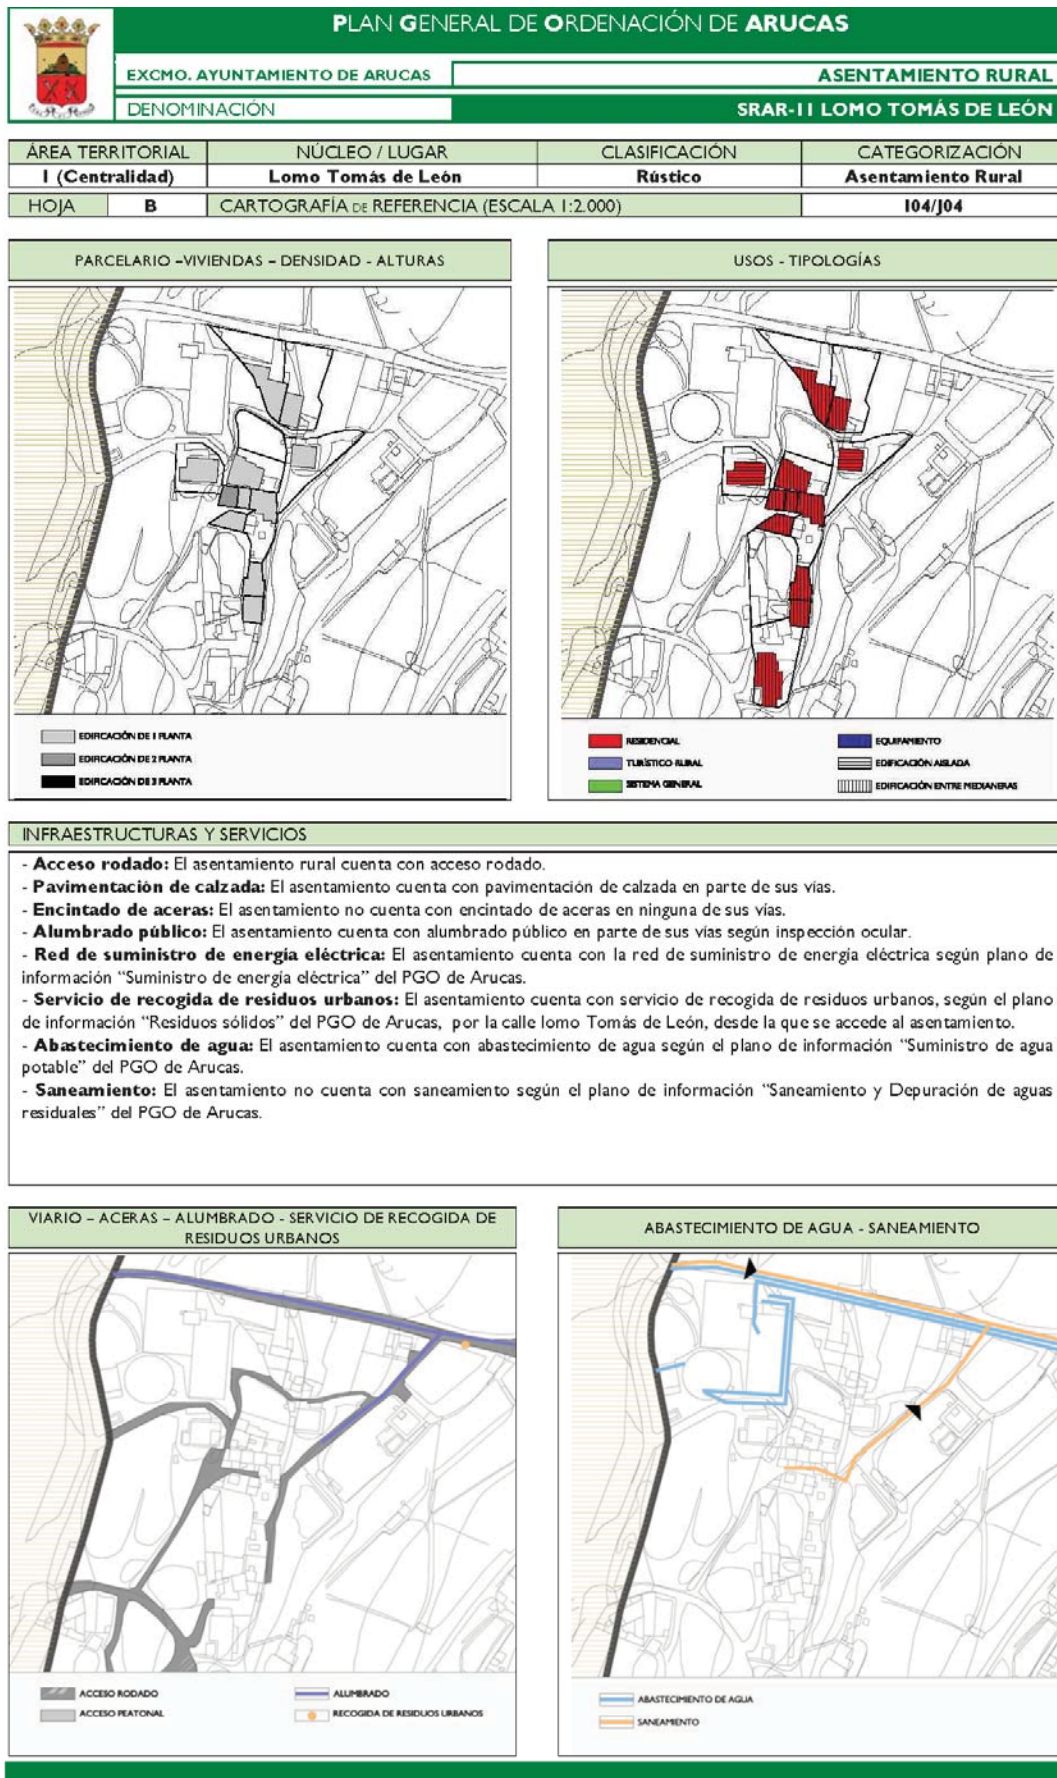 PLAN GENERAL DE ORDENACIÓN DE ARUCAS
EXCMO. AYUNTAMIENTO DE ARUCAS
ASENTAMIENTO RURAL
DENOMINACIÓN
SRAR-11 LOMO TOMÁS DE LEÓN
ÁREA TERRITORIAL
NÚCLEO / LUGAR
CLASIFICACIÓN
CATEGORIZACIÓN
1 (Centralidad)
Lomo Tomás de León
Rústico
Asentamiento Rural
HOJA
B
CARTOGRAFÍA DE REFERENCIA (ESCALA 1:2.000)
I04/J04
PARCELARIO –VIVIENDAS – DENSIDAD - ALTURAS
USOS - TIPOLOGÍAS
EDIFICACIÓN DE 1 PLANTA
EDIFICACIÓN DE 2 PLANTA
EDIFICACIÓN DE 3 PLANTA
RESIDENCIAL
TURÍSTICO RURAL
SISTEMA GENERAL
EQUIPAMIENTO
EDIFICACIÓN AISLADA
EDIFICACIÓN ENTRE MEDIANERAS
INFRAESTRUCTURAS Y SERVICIOS
- Acceso rodado: El asentamiento rural cuenta con acceso rodado.
- Pavimentación de calzada: El asentamiento cuenta con pavimentación de calzada en parte de sus vías.
- Encintado de aceras: El asentamiento no cuenta con encintado de aceras en ninguna de sus vías.
- Alumbrado público: El asentamiento cuenta con alumbrado público en parte de sus vías según inspección ocular.
- Red de suministro de energía eléctrica: El asentamiento cuenta con la red de suministro de energía eléctrica según plano de
información “Suministro de energía eléctrica” del PGO de Arucas.
- Servicio de recogida de residuos urbanos: El asentamiento cuenta con servicio de recogida de residuos urbanos, según el plano
de información “Residuos sólidos” del PGO de Arucas, por la calle lomo Tomás de León, desde la que se accede al asentamiento.
- Abastecimiento de agua: El asentamiento cuenta con abastecimiento de agua según el plano de información “Suministro de agua
potable” del PGO de Arucas.
- Saneamiento: El asentamiento no cuenta con saneamiento según el plano de información “Saneamiento y Depuración de aguas
residuales” del PGO de Arucas.
VIARIO – ACERAS – ALUMBRADO - SERVICIO DE RECOGIDA DE
RESIDUOS URBANOS
ABASTECIMIENTO DE AGUA - SANEAMIENTO
ACCESO RODADO
ACCESO PEATONAL
ALUMBRADO
RECOGIDA DE RESIDUOS URBANOS
ABASTECIMIENTO DE AGUA
SANEAMIENTO